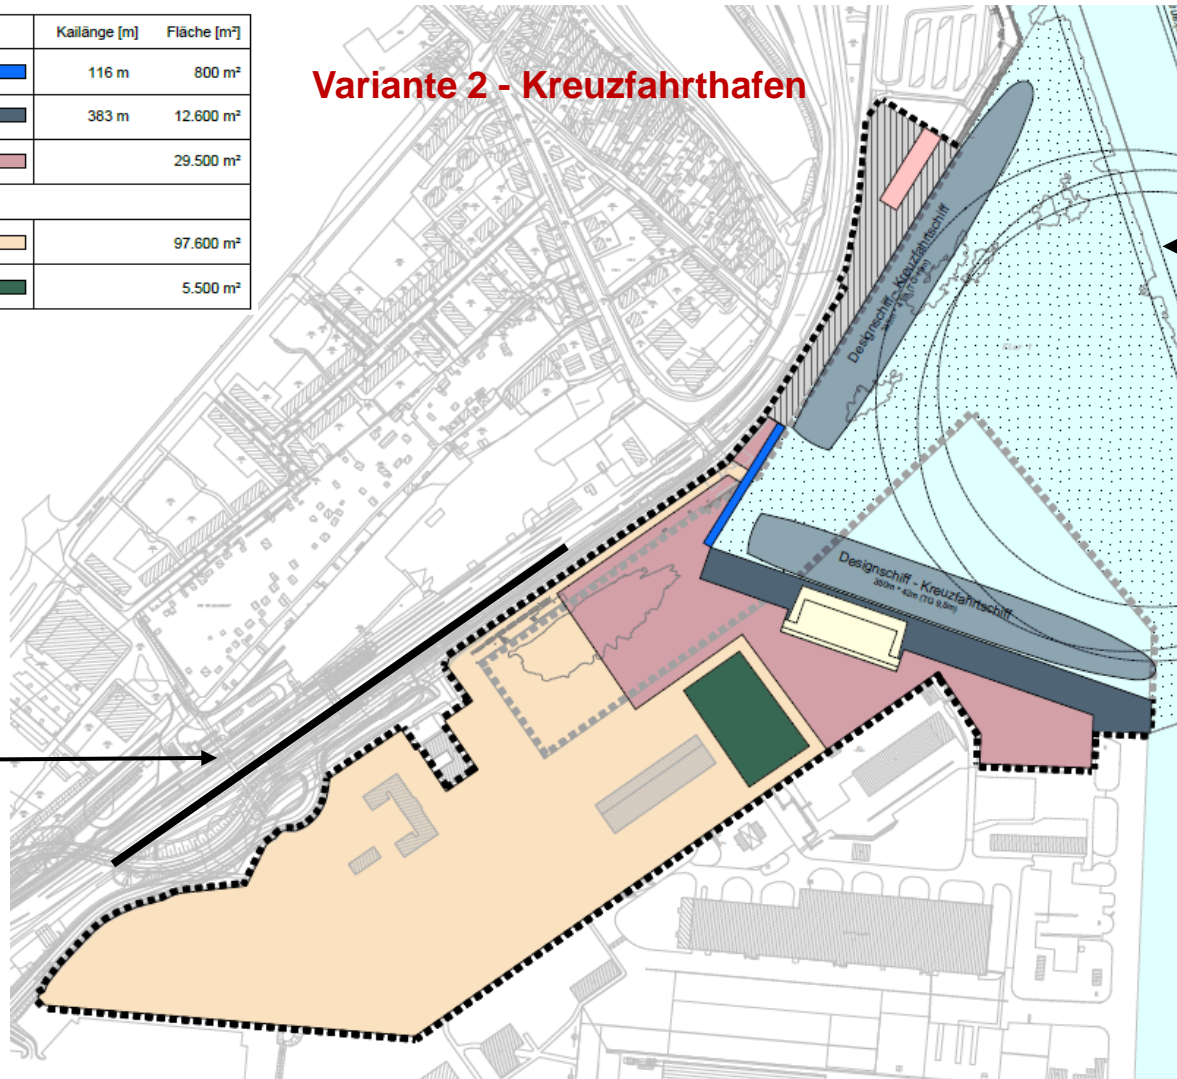 Kailänge [m] Fläche [m²]
116 m 800 m²
383 m 12.600 m²
29.500 m²
97.600 m²
5.500 m²
Variante 2 - Kreuzfahrthafen
Designschiff - Kreuzfahrtschiff
Designschiff - Kreuzfahrtschiff
350m * 42m (TG 9,5m)